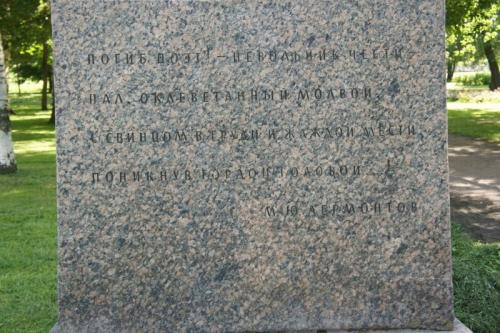 ПОГИБ ПОЭТ! – НЕВОЛЬНИК ЧЕСТИ –
ПАЛ, ОКЛЕВЕТАННЫЙ МОЛВОЙ,
С СВИНЦОМ В ГРУДИ И ЖАЖДОЙ МЕСТИ,
ПОНИКНУВ ГОРДОЙ ГОЛОВОЙ...!
М.Ю. ЛЕРМОНТОВ